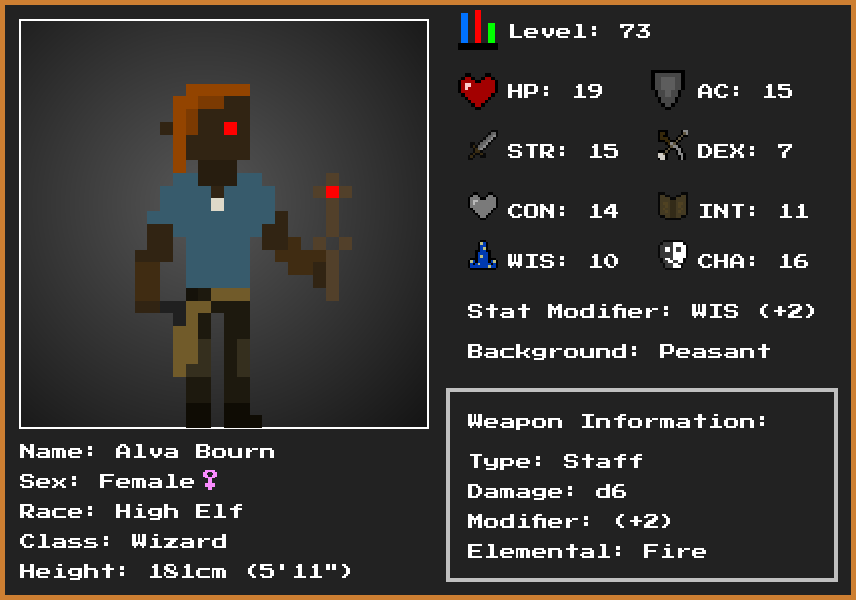 Level: 73
HP: 19 AC: 15
STR: 15 DEX: 7
CON: 14 INT: 11
WIS: 10 CHA: 16
Stat Modifier: WIS (+2)
Background: Peasant
Weapon Information:
Type: Staff
Damage: d6
Modifier: (+2)
Elemental: Fire
Name: Alva Bourn
Sex: Female♀
Race: High Elf
Class: Wizard
Height: 181cm (5'11")